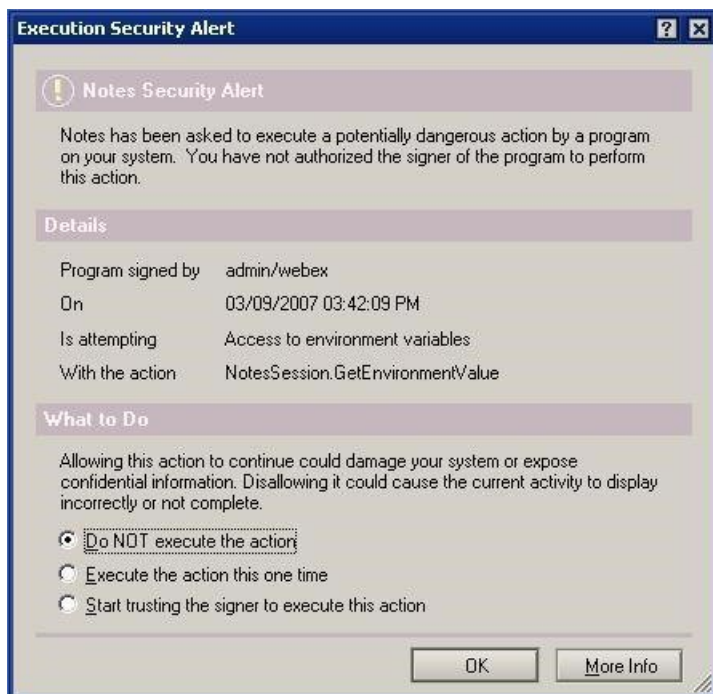 Execution Security Alert
Notes Security Alert
Notes has been asked to execute a potentially dangerous action by a program
on your system. You have not authorized the signer of the program to perform
this action.
Details
Program signed by admin/webex
On 03/09/2007 03:42:09 PM
Is attempting Access to environment variables
With the action NotesSession.GetEnvironmentValue
What to Do
Allowing this action to continue could damage your system or expose
confidential information. Disallowing it could cause the current activity to display
incorrectly or not complete.
Do NOT execute the action
Execute the action this one time
Start trusting the signer to execute this action
OK More Info